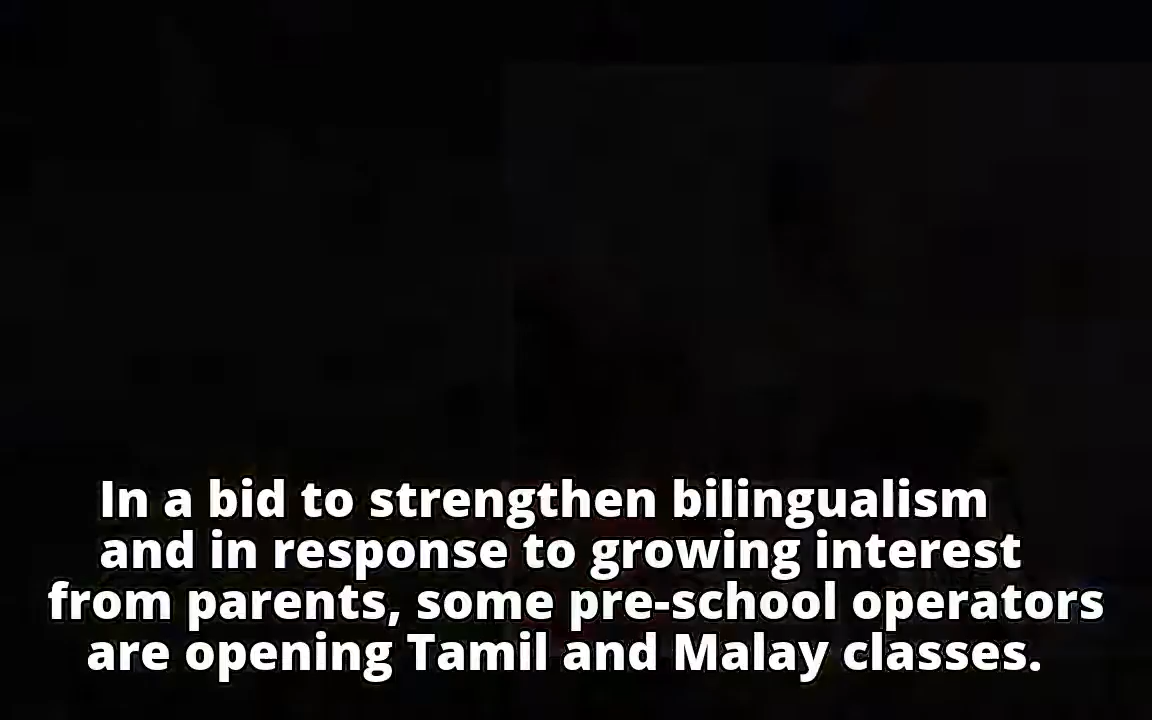 In a bid to strengthen bilingualism
and in response to growing interest
from parents, some pre-school operators
are opening Tamil and Malay classes.